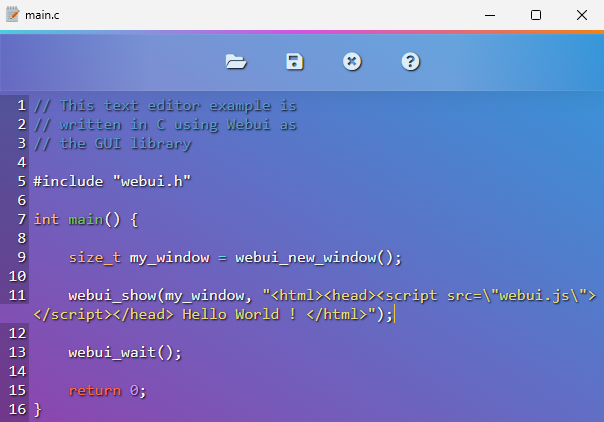 main.c
1 // This text editor example is
2 // written in C using Webui as
3 // the GUI library
4
5 #include "webui.h"
6
7 int main() {
8
9     size_t my_window = webui_new_window();
10
11     webui_show(my_window, "<html><head><script src=\"webui.js\">
</script></head> Hello World ! </html>");
12
13     webui_wait();
14
15     return 0;
16 }